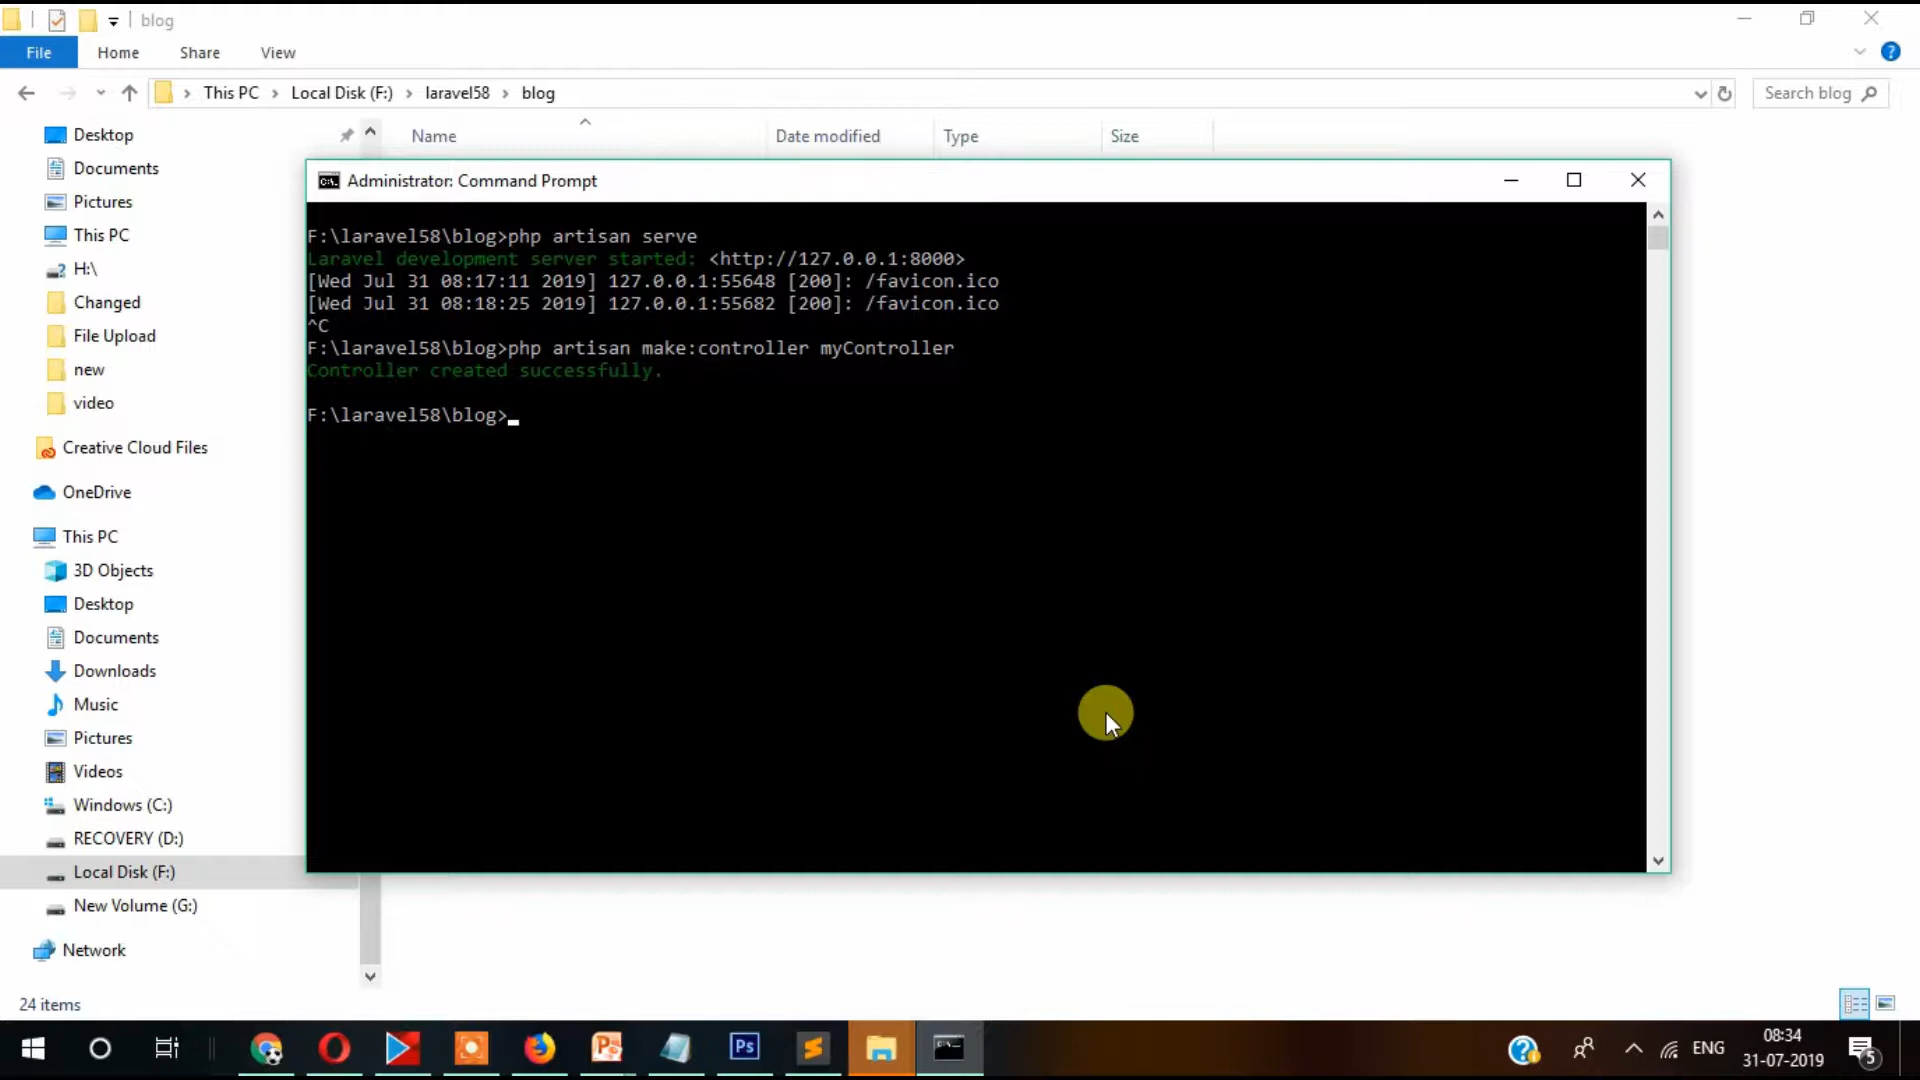 blog
File Home Share View
This PC Local Disk (F:) laravel58 blog
Search blog
Name Date modified Type Size
Desktop
Documents
Pictures
This PC
H:\
Changed
File Upload
new
video
Creative Cloud Files
OneDrive
This PC
3D Objects
Desktop
Documents
Downloads
Music
Pictures
Videos
Windows (C:)
RECOVERY (D:)
Local Disk (F:)
New Volume (G:)
Network
24 items
Administrator: Command Prompt
F:\laravel58\blog>php artisan serve
Laravel development server started: <http://127.0.0.1:8000>
[Wed Jul 31 08:17:11 2019] 127.0.0.1:55648 [200]: /favicon.ico
[Wed Jul 31 08:18:25 2019] 127.0.0.1:55682 [200]: /favicon.ico
^C
F:\laravel58\blog>php artisan make:controller myController
Controller created successfully.
F:\laravel58\blog>
Ps
ENG
08:34
31-07-2019
5